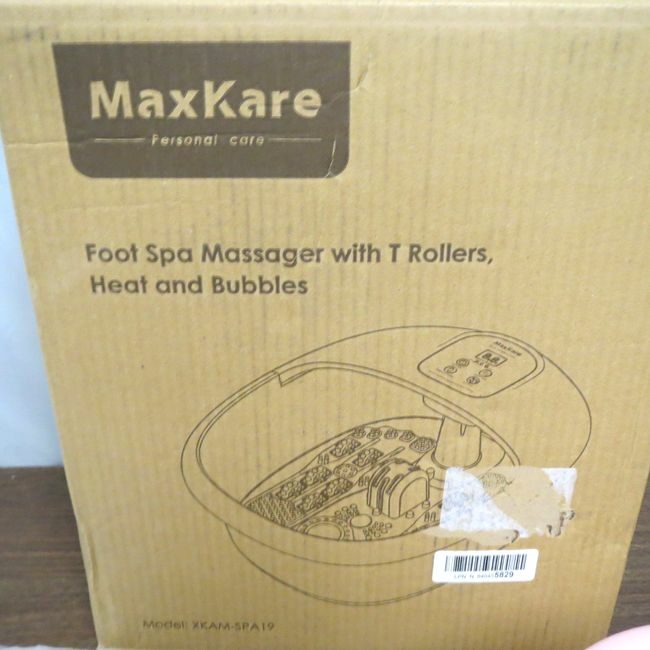 MaxKare
Personal care
Foot Spa Massager with T Rollers,
Heat and Bubbles
MaxKare
Model: XKAM-SPA19